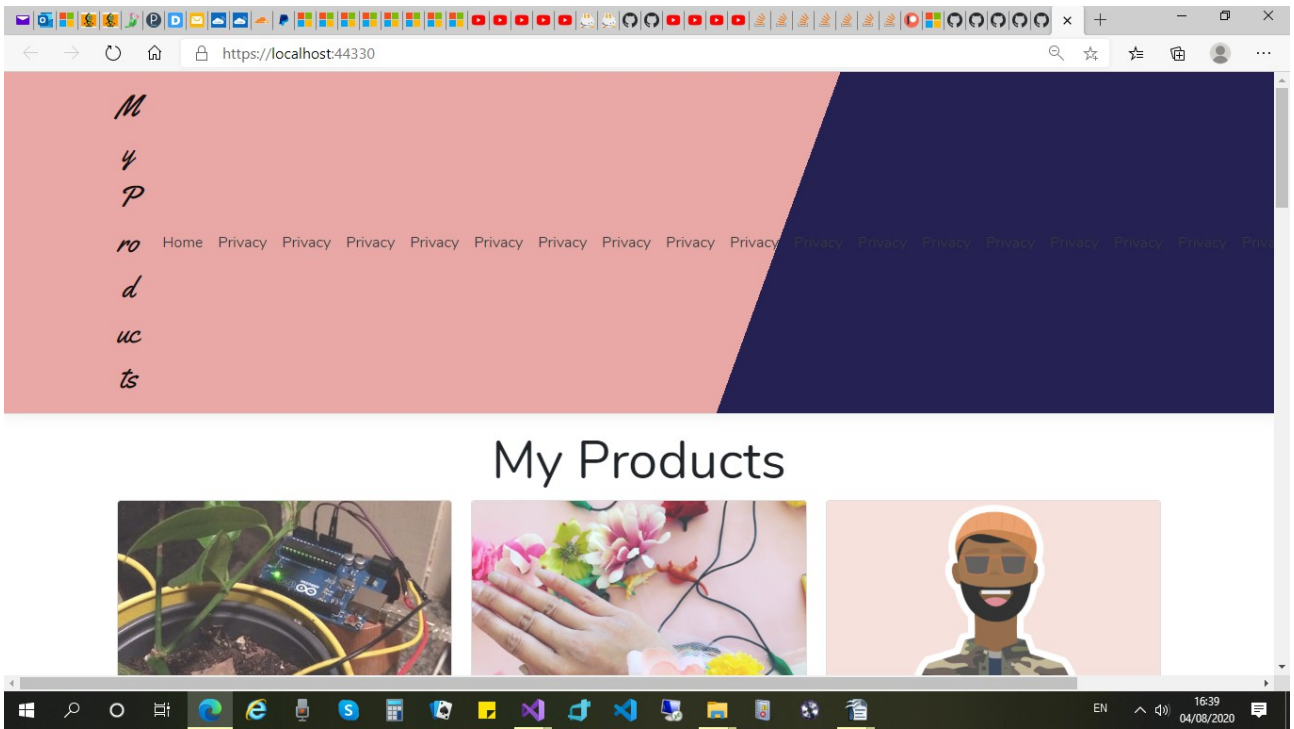 https://localhost:44330
M
y
P
ro
d
uc
ts
Home Privacy Privacy Privacy Privacy Privacy Privacy Privacy Privacy Privacy Privacy Privacy Privacy Privacy Privacy Privacy Privacy Priva
My Products
EN
16:39
04/08/2020